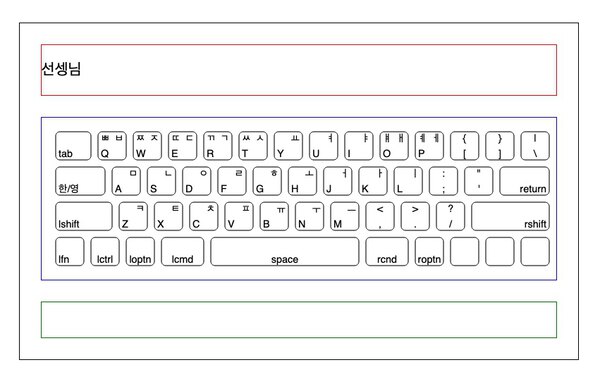 선셍님
ㅃ ㅂ ㅉ ㅈ ㄸ ㄷ ㄲ ㄱ ㅆ ㅅ ㅛ ㅕ ㅑ ㅒ ㅐ ㅖ ㅔ { } |
tab Q W E R T Y U I O P [ ] \
ㅁ ㄴ ㅇ ㄹ ㅎ ㅗ ㅓ ㅏ ㅣ : "
한/영 A S D F G H J K L ; ' return
ㅋ ㅌ ㅊ ㅍ ㅠ ㅜ ㅡ < > ?
lshift Z X C V B N M , . / rshift
lfn lctrl loptn lcmd space rcnd roptn